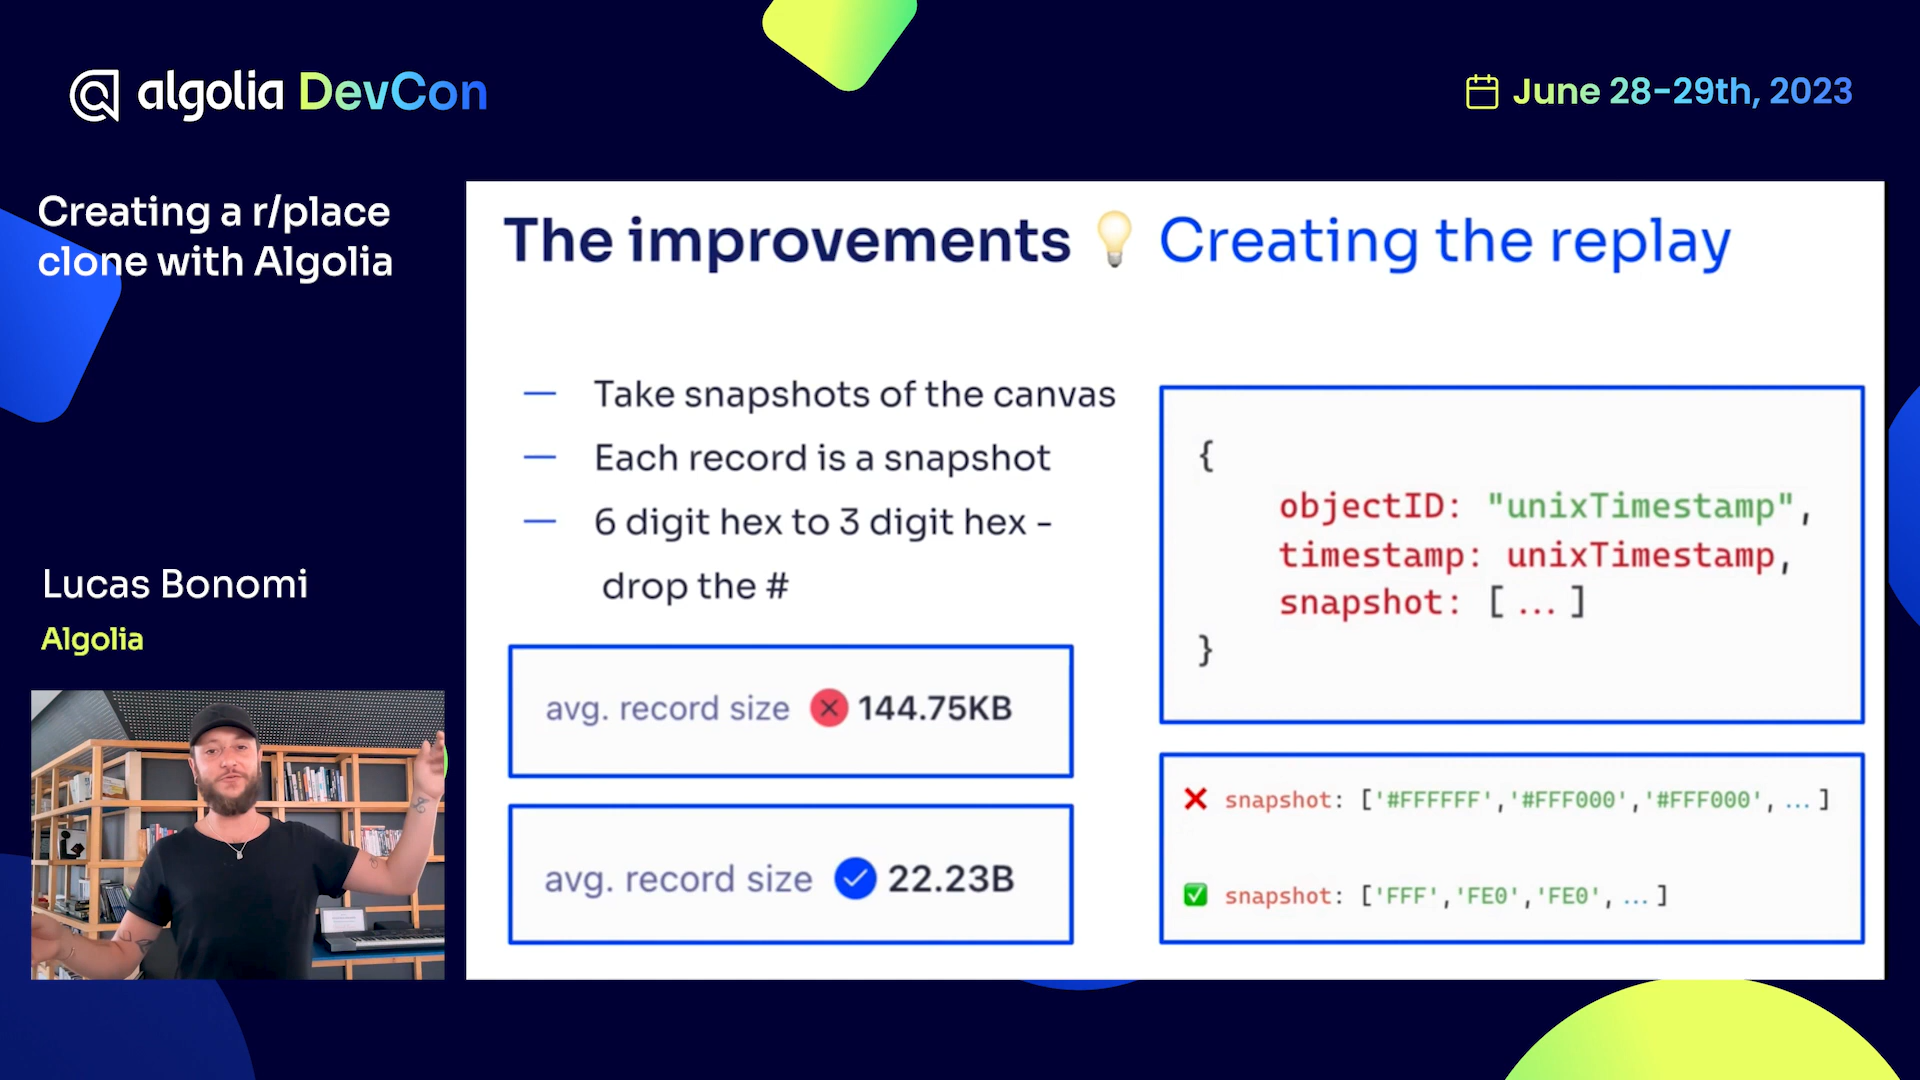 algolia DevCon
June 28-29th, 2023
Creating a r/place
clone with Algolia
Lucas Bonomi
Algolia
The improvements 💡 Creating the replay
— Take snapshots of the canvas
— Each record is a snapshot
— 6 digit hex to 3 digit hex -
drop the #
avg. record size 144.75KB
avg. record size 22.23B
{
objectID: "unixTimestamp",
timestamp: unixTimestamp,
snapshot: [...]
}
❌ snapshot: ['#FFFFFF','#FFF000','#FFF000', ...]
✅ snapshot: ['FFF','FE0','FE0', ...]